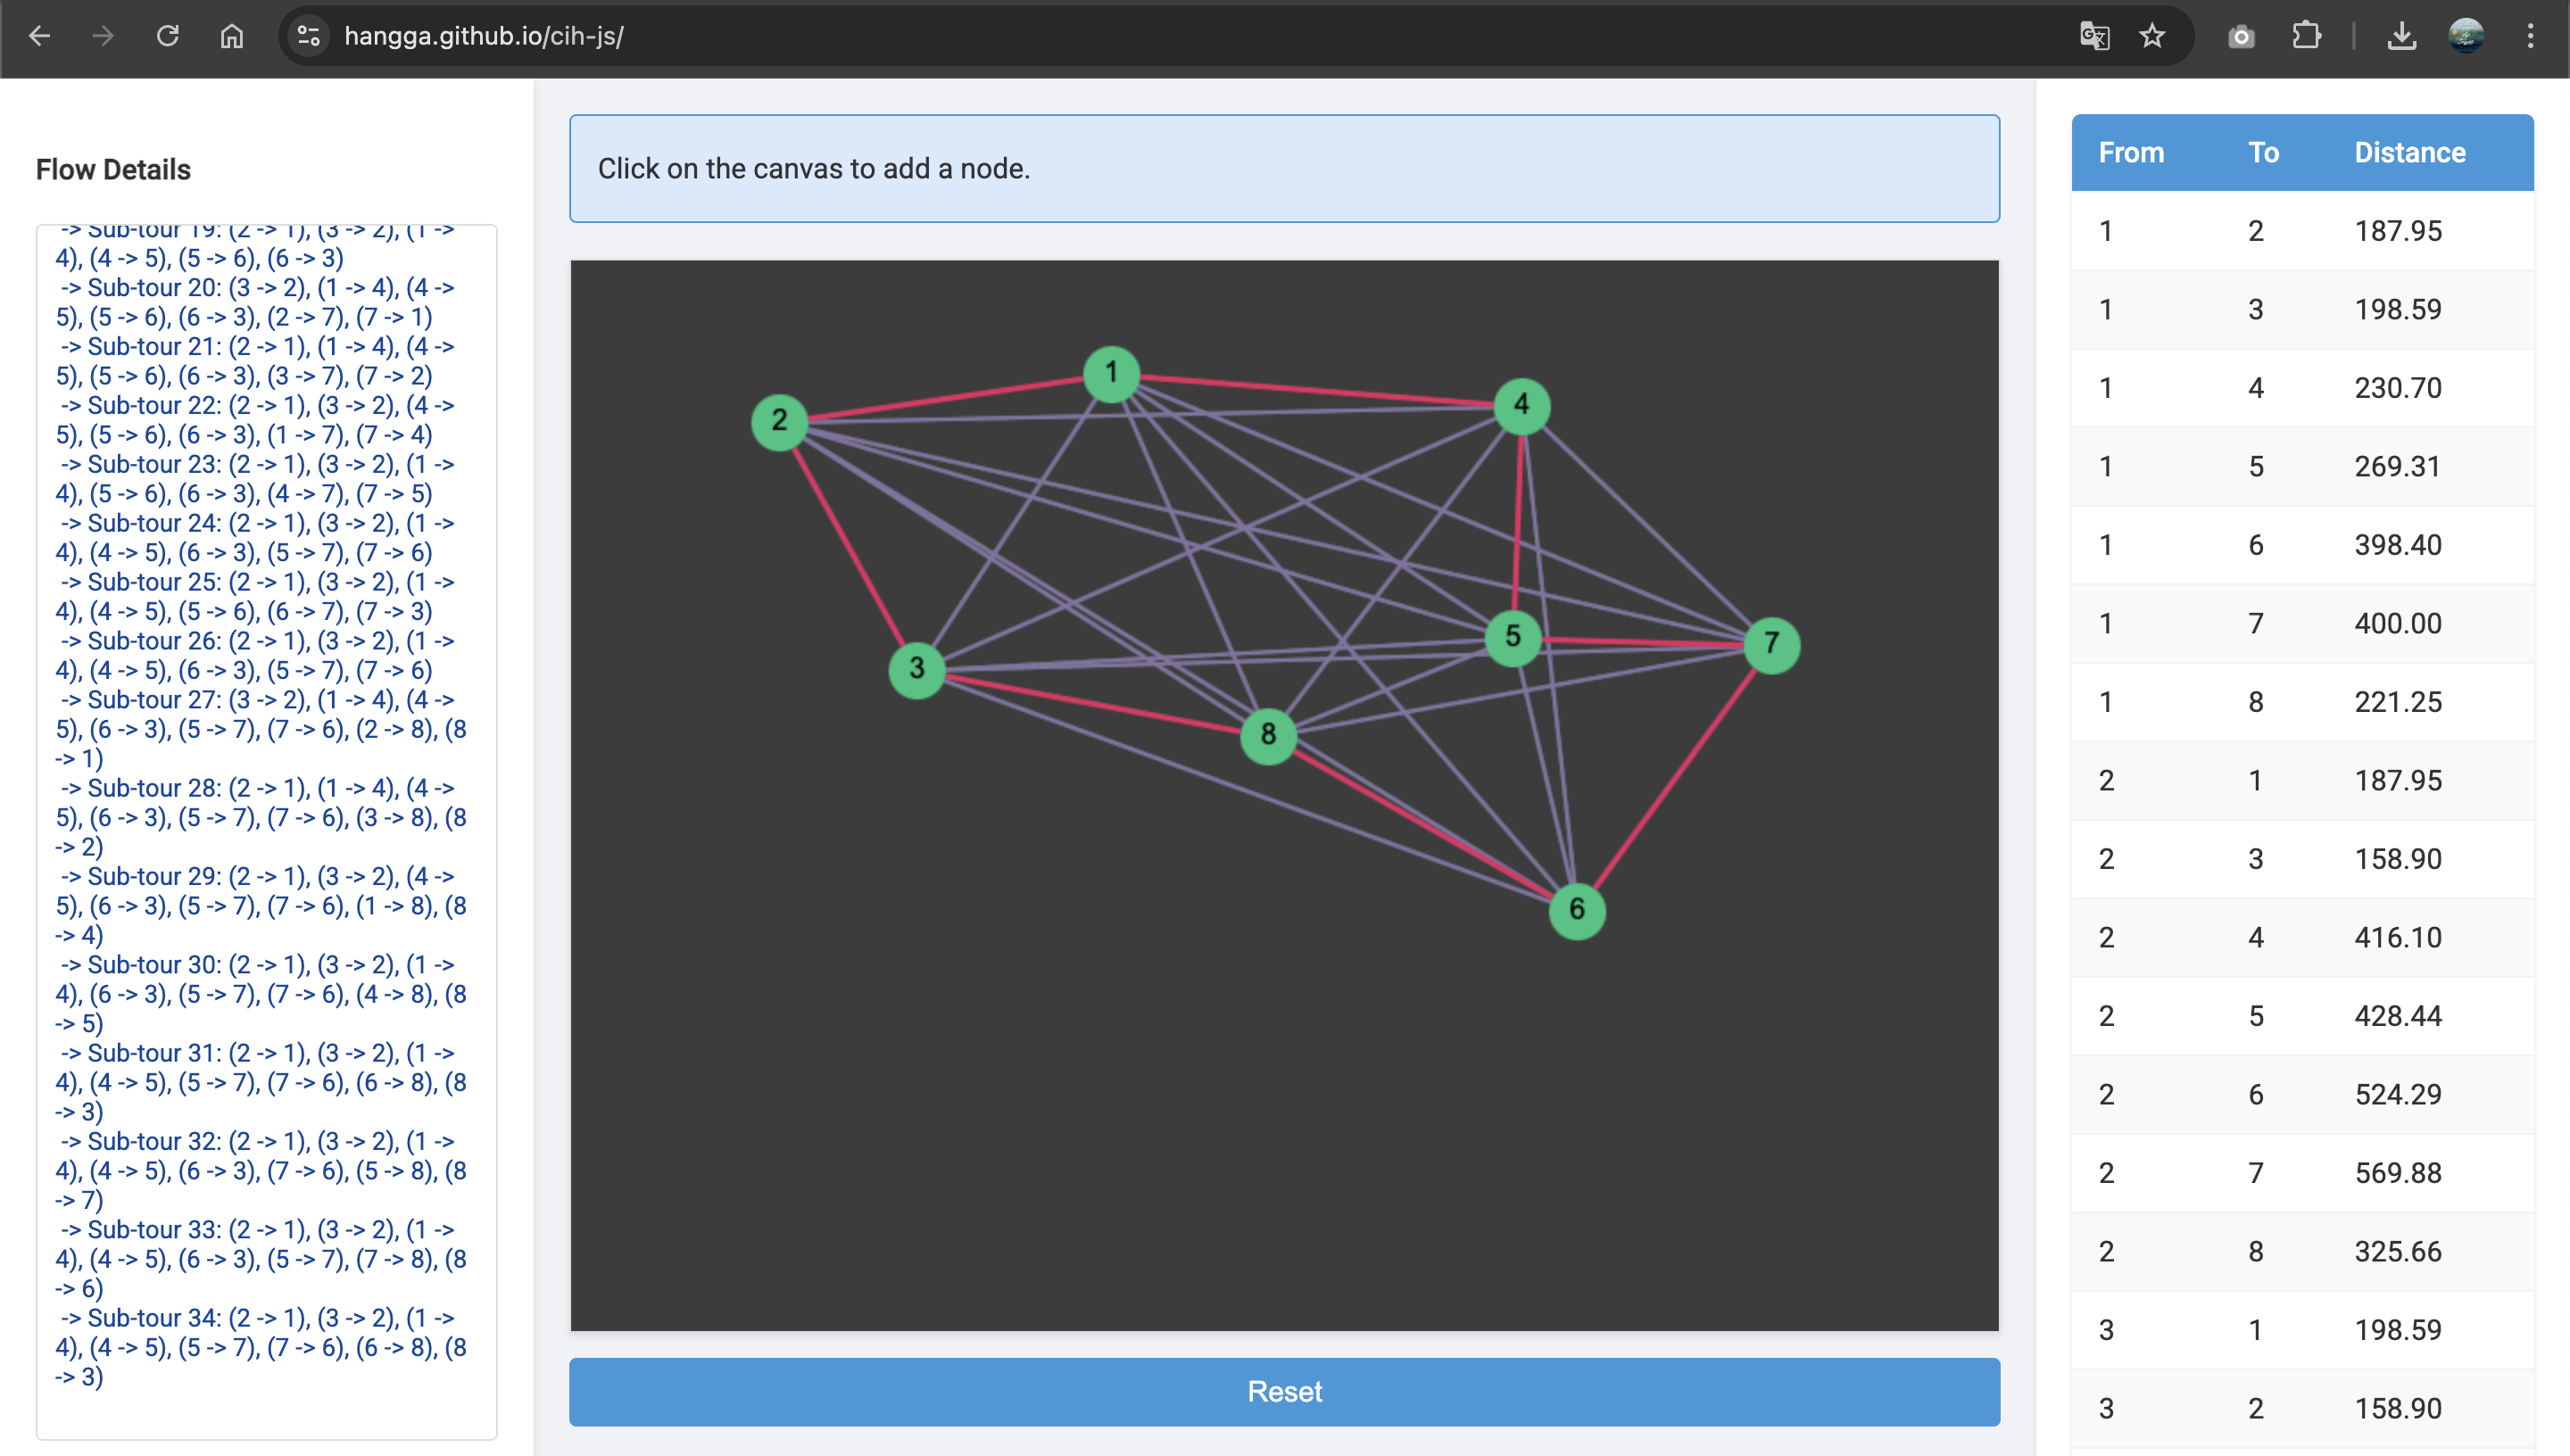 hangga.github.io/cih-js/
Flow Details
-> Sub-tour 19: (2 -> 1), (3 -> 2), (1 ->
4), (4 -> 5), (5 -> 6), (6 -> 3)
-> Sub-tour 20: (3 -> 2), (1 -> 4), (4 ->
5), (5 -> 6), (6 -> 3), (2 -> 7), (7 -> 1)
-> Sub-tour 21: (2 -> 1), (1 -> 4), (4 ->
5), (5 -> 6), (6 -> 3), (3 -> 7), (7 -> 2)
-> Sub-tour 22: (2 -> 1), (3 -> 2), (4 ->
5), (5 -> 6), (6 -> 3), (1 -> 7), (7 -> 4)
-> Sub-tour 23: (2 -> 1), (3 -> 2), (1 ->
4), (5 -> 6), (6 -> 3), (4 -> 7), (7 -> 5)
-> Sub-tour 24: (2 -> 1), (3 -> 2), (1 ->
4), (4 -> 5), (6 -> 3), (5 -> 7), (7 -> 6)
-> Sub-tour 25: (2 -> 1), (3 -> 2), (1 ->
4), (4 -> 5), (5 -> 6), (6 -> 7), (7 -> 3)
-> Sub-tour 26: (2 -> 1), (3 -> 2), (1 ->
4), (4 -> 5), (6 -> 3), (5 -> 7), (7 -> 6)
-> Sub-tour 27: (3 -> 2), (1 -> 4), (4 ->
5), (6 -> 3), (5 -> 7), (7 -> 6), (2 -> 8), (8
-> 1)
-> Sub-tour 28: (2 -> 1), (1 -> 4), (4 ->
5), (6 -> 3), (5 -> 7), (7 -> 6), (3 -> 8), (8
-> 2)
-> Sub-tour 29: (2 -> 1), (3 -> 2), (4 ->
5), (6 -> 3), (5 -> 7), (7 -> 6), (1 -> 8), (8
-> 4)
-> Sub-tour 30: (2 -> 1), (3 -> 2), (1 ->
4), (6 -> 3), (5 -> 7), (7 -> 6), (4 -> 8), (8
-> 5)
-> Sub-tour 31: (2 -> 1), (3 -> 2), (1 ->
4), (4 -> 5), (5 -> 7), (7 -> 6), (6 -> 8), (8
-> 3)
-> Sub-tour 32: (2 -> 1), (3 -> 2), (1 ->
4), (4 -> 5), (6 -> 3), (7 -> 6), (5 -> 8), (8
-> 7)
-> Sub-tour 33: (2 -> 1), (3 -> 2), (1 ->
4), (4 -> 5), (6 -> 3), (5 -> 7), (7 -> 8), (8
-> 6)
-> Sub-tour 34: (2 -> 1), (3 -> 2), (1 ->
4), (4 -> 5), (5 -> 7), (7 -> 6), (6 -> 8), (8
-> 3)
Click on the canvas to add a node.
1
4
2
5
7
3
8
6
Reset
From To Distance
1 2 187.95
1 3 198.59
1 4 230.70
1 5 269.31
1 6 398.40
1 7 400.00
1 8 221.25
2 1 187.95
2 3 158.90
2 4 416.10
2 5 428.44
2 6 524.29
2 7 569.88
2 8 325.66
3 1 198.59
3 2 158.90